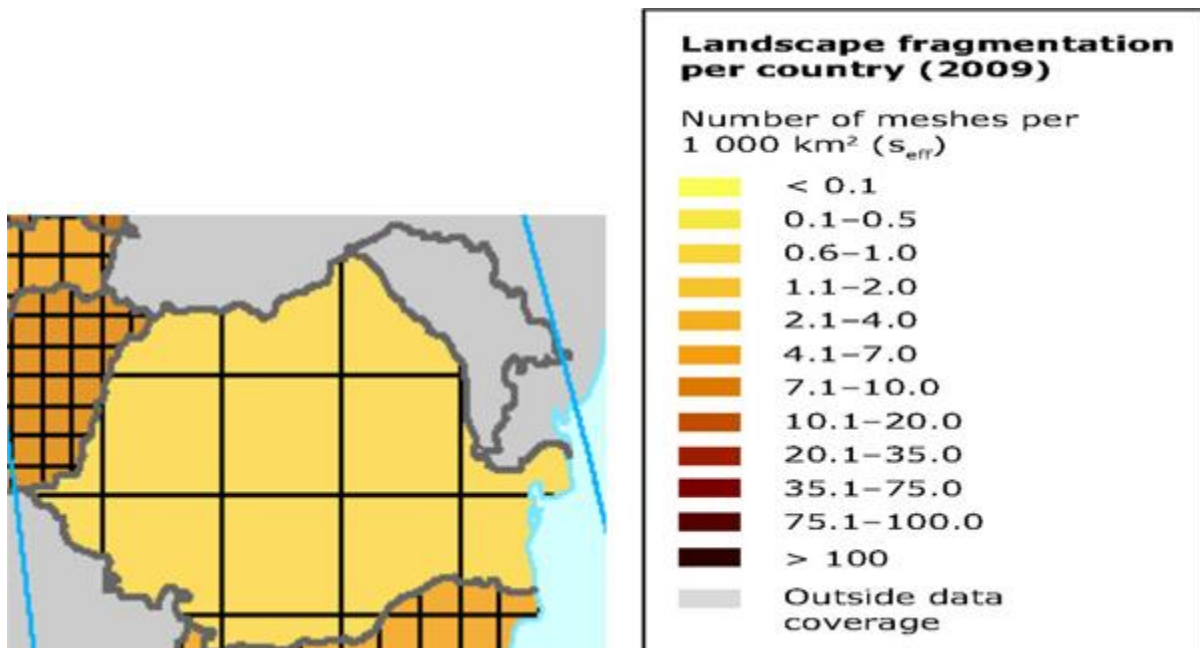 Landscape fragmentation
per country (2009)
Number of meshes per
1 000 km² (s_eff)
< 0.1
0.1–0.5
0.6–1.0
1.1–2.0
2.1–4.0
4.1–7.0
7.1–10.0
10.1–20.0
20.1–35.0
35.1–75.0
75.1–100.0
> 100
Outside data
coverage